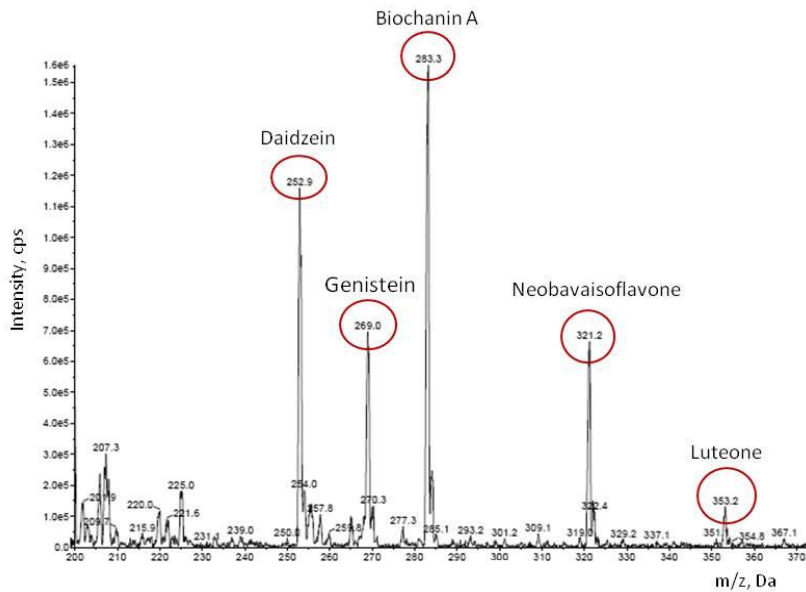 Biochanin A
283.3
1.6e6
1.5e6
1.4e6
1.2e6
1.0e6
9.0e5
8.0e5
7.0e5
6.0e5
5.0e5
4.0e5
3.0e5
2.0e5
1.0e5
0.0
Intensity, cps
Daidzein
252.9
Genistein
269.0
Neobavaisoflavone
321.2
Luteone
353.2
207.3
225.0
220.0
221.6
215.9
239.0
254.0
257.8
259.8
270.3
277.3
285.1
293.2
301.2
309.1
322.4
329.2
337.1
354.8
367.1
200 210 220 230 240 250 260 270 280 290 300 310 320 330 340 350 360
m/z, Da